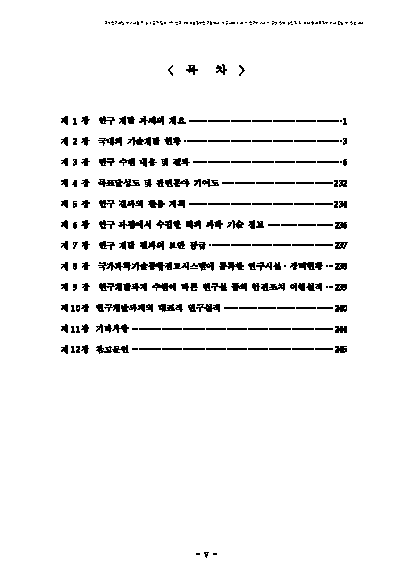 < 목 차 >
제 1 장 연구 개발 과제의 개요 1
제 2 장 국내외 기술개발 현황 3
제 3 장 연구 수행 내용 및 결과 6
제 4 장 목표달성도 및 관련분야 기여도 232
제 5 장 연구 결과의 활용 계획 234
제 6 장 연구 과정에서 수집한 해외 과학 기술 정보 236
제 7 장 연구 개발 결과의 보안 등급 237
제 8 장 국가과학기술종합정보시스템에 등록한 연구시설·장비현황 238
제 9 장 연구개발과제 수행에 따른 연구실 등의 안전조치 이행실적 239
제 10장 연구개발과제의 대표적 연구실적 240
제 11장 기타사항 244
제 12장 참고문헌 245
- v -